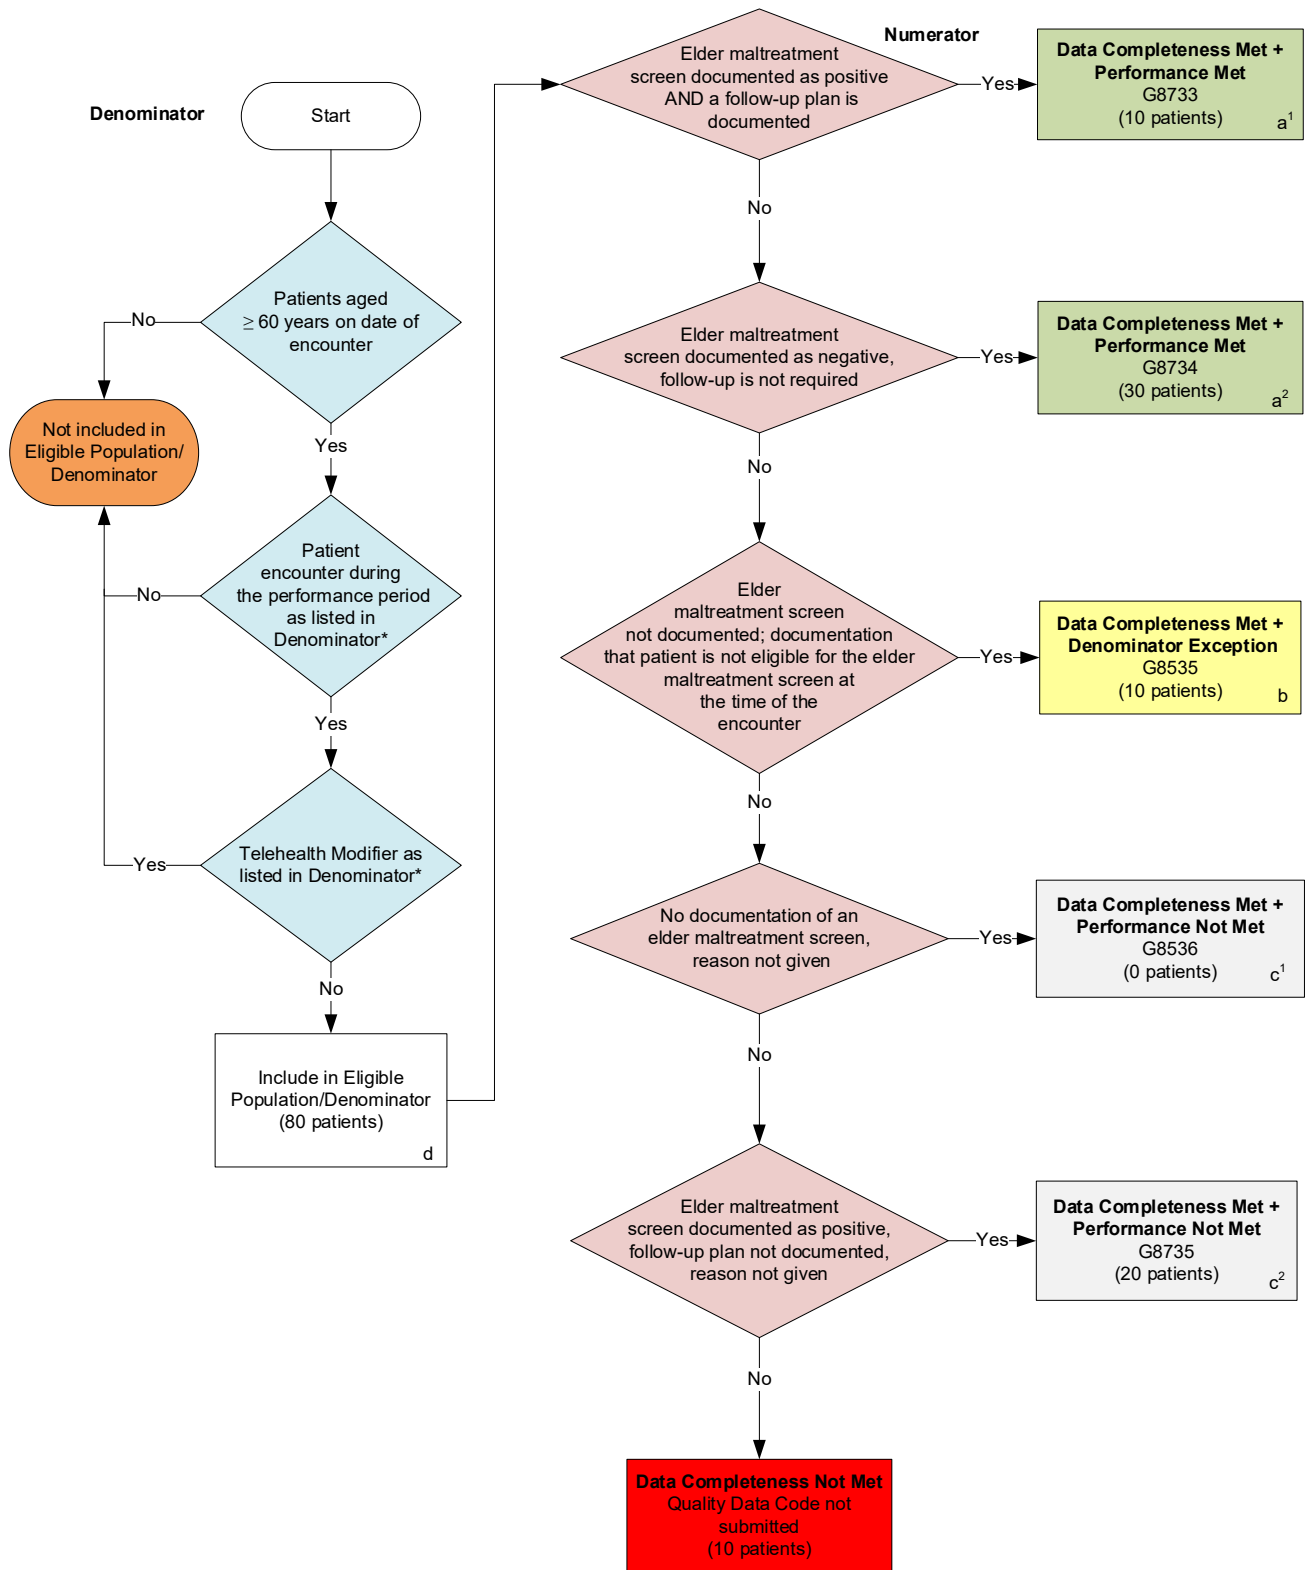 Denominator
Start
Patients aged
≥ 60 years on date of
encounter
No
Not included in
Eligible Population/
Denominator
Yes
Patient
encounter during
the performance period
as listed in
Denominator*
No
Yes
Telehealth Modifier as
listed in Denominator*
Yes
No
Include in Eligible
Population/Denominator
(80 patients)
d
Numerator
Elder maltreatment
screen documented as positive
AND a follow-up plan is
documented
Yes
Data Completeness Met +
Performance Met
G8733
(10 patients)
a¹
No
Elder maltreatment
screen documented as negative,
follow-up is not required
Yes
Data Completeness Met +
Performance Met
G8734
(30 patients)
a²
No
Elder
maltreatment screen
not documented; documentation
that patient is not eligible for the elder
maltreatment screen at
the time of the
encounter
Yes
Data Completeness Met +
Denominator Exception
G8535
(10 patients)
b
No
No documentation of an
elder maltreatment screen,
reason not given
Yes
Data Completeness Met +
Performance Not Met
G8536
(0 patients)
c¹
No
Elder maltreatment
screen documented as positive,
follow-up plan not documented,
reason not given
Yes
Data Completeness Met +
Performance Not Met
G8735
(20 patients)
c²
No
Data Completeness Not Met
Quality Data Code not
submitted
(10 patients)